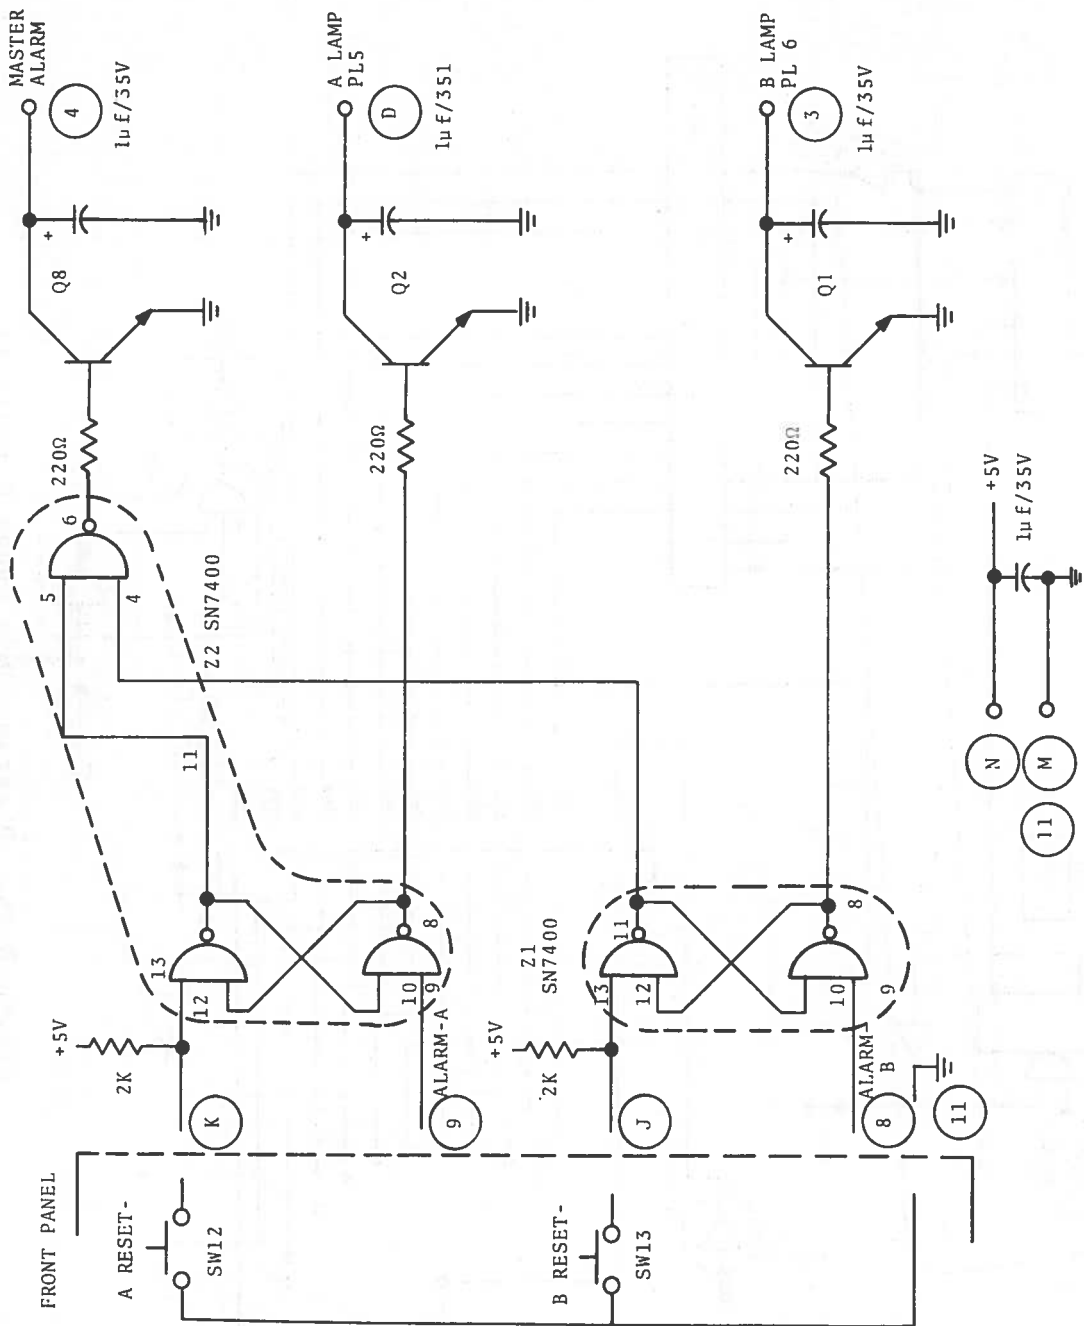 FRONT PANEL
A RESET-
SW12
B RESET-
SW13
+5V
2K
K
13
12
11
ALARM-A
9
10
9
8
Z2 SN7400
5
4
6
220Ω
Q8
+
MASTER
ALARM
4
1µf/35V
220Ω
Q2
+
A LAMP
PL5
D
1µf/351
+5V
2K
J
Z1
SN7400
13
12
11
ALARM-
B
8
11
10
9
8
220Ω
Q1
+
B LAMP
PL 6
3
1µf/35V
N
M
11
+5V
1µf/35V